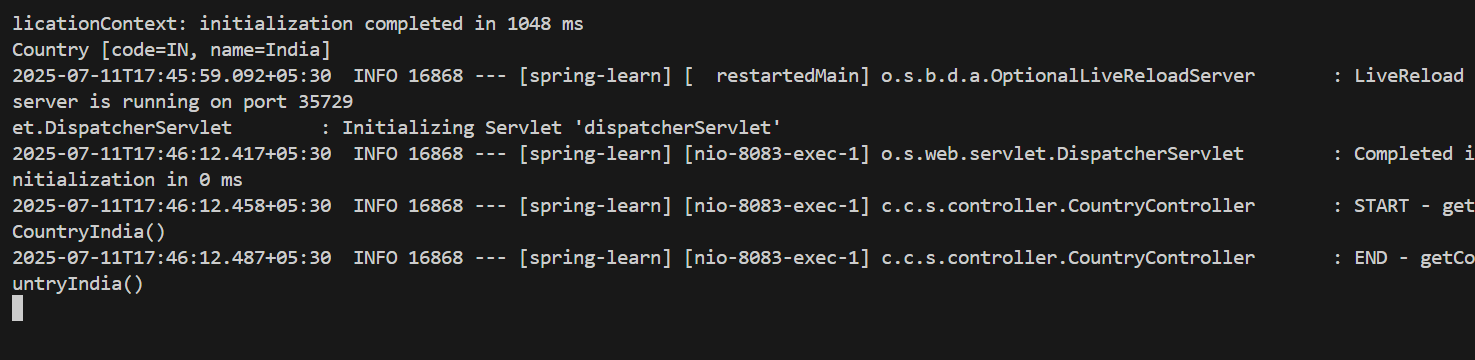 licationContext: initialization completed in 1048 ms
Country [code=IN, name=India]
2025-07-11T17:45:59.092+05:30  INFO 16868 --- [spring-learn] [  restartedMain] o.s.b.d.a.OptionalLiveReloadServer       : LiveReload
server is running on port 35729
et.DispatcherServlet        : Initializing Servlet 'dispatcherServlet'
2025-07-11T17:46:12.417+05:30  INFO 16868 --- [spring-learn] [nio-8083-exec-1] o.s.web.servlet.DispatcherServlet        : Completed i
nitialization in 0 ms
2025-07-11T17:46:12.458+05:30  INFO 16868 --- [spring-learn] [nio-8083-exec-1] c.c.s.controller.CountryController       : START - get
CountryIndia()
2025-07-11T17:46:12.487+05:30  INFO 16868 --- [spring-learn] [nio-8083-exec-1] c.c.s.controller.CountryController       : END - getCo
untryIndia()